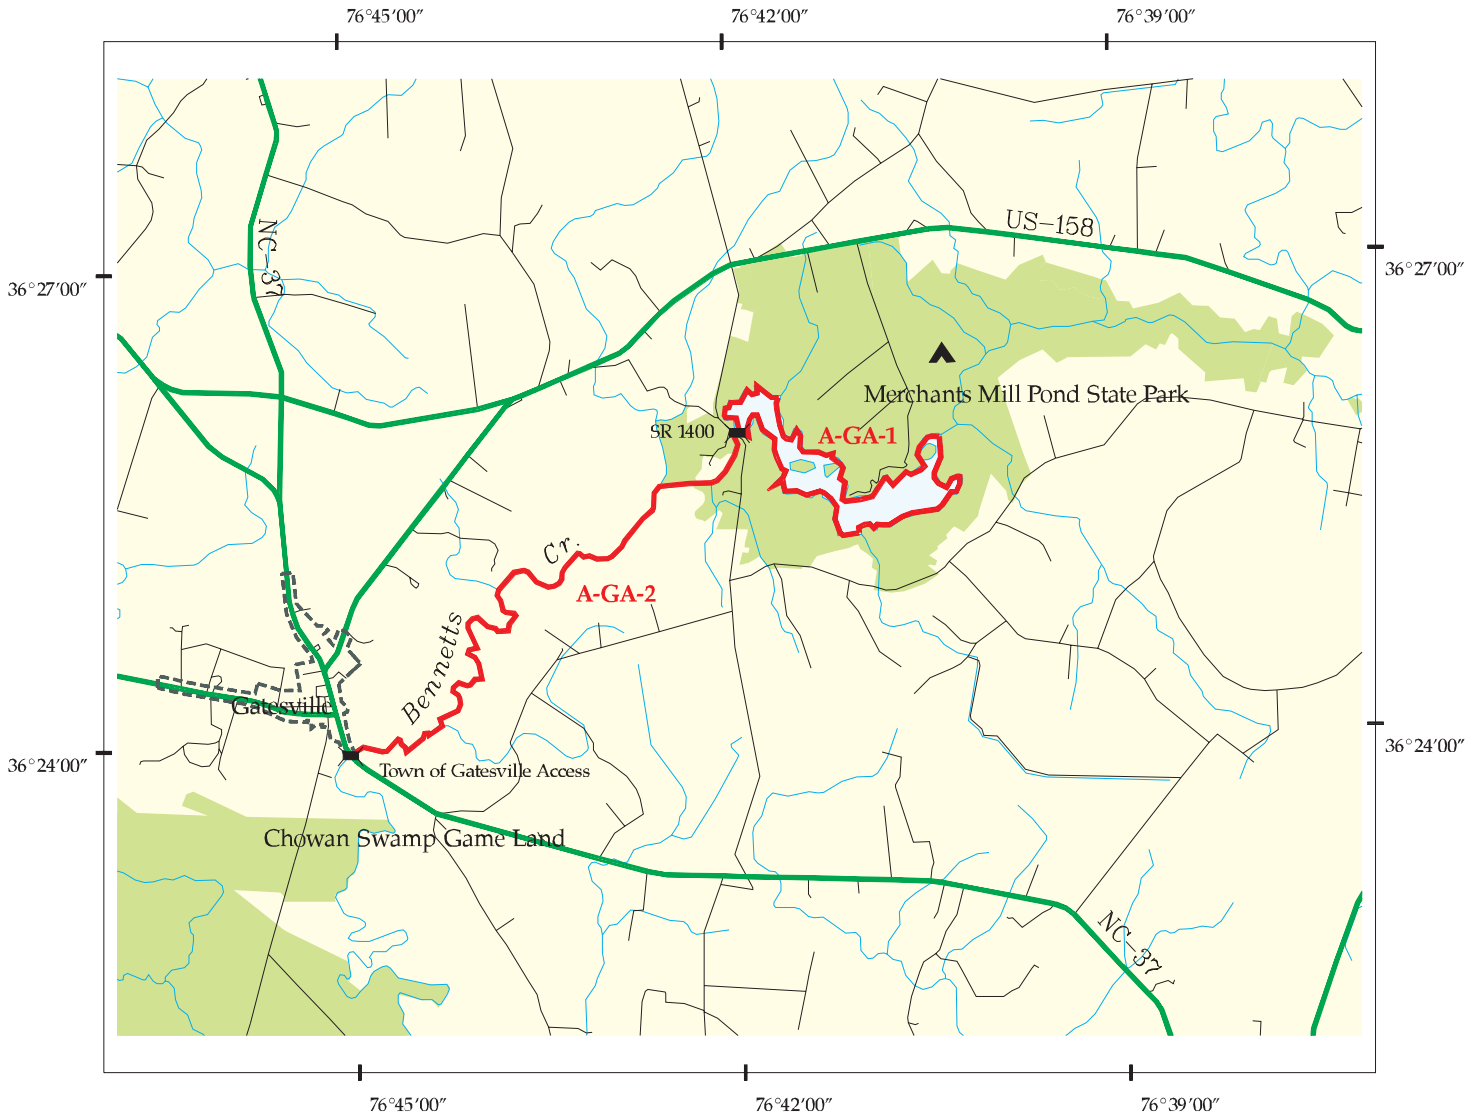 76°45′00″
76°42′00″
76°39′00″
US-158
NC-37
36°27′00″
36°27′00″
Merchants Mill Pond State Park
SR 1400
A-GA-1
Cr.
A-GA-2
Bennetts
Gatesville
36°24′00″
36°24′00″
Town of Gatesville Access
Chowan Swamp Game Land
NC-37
76°45′00″
76°42′00″
76°39′00″